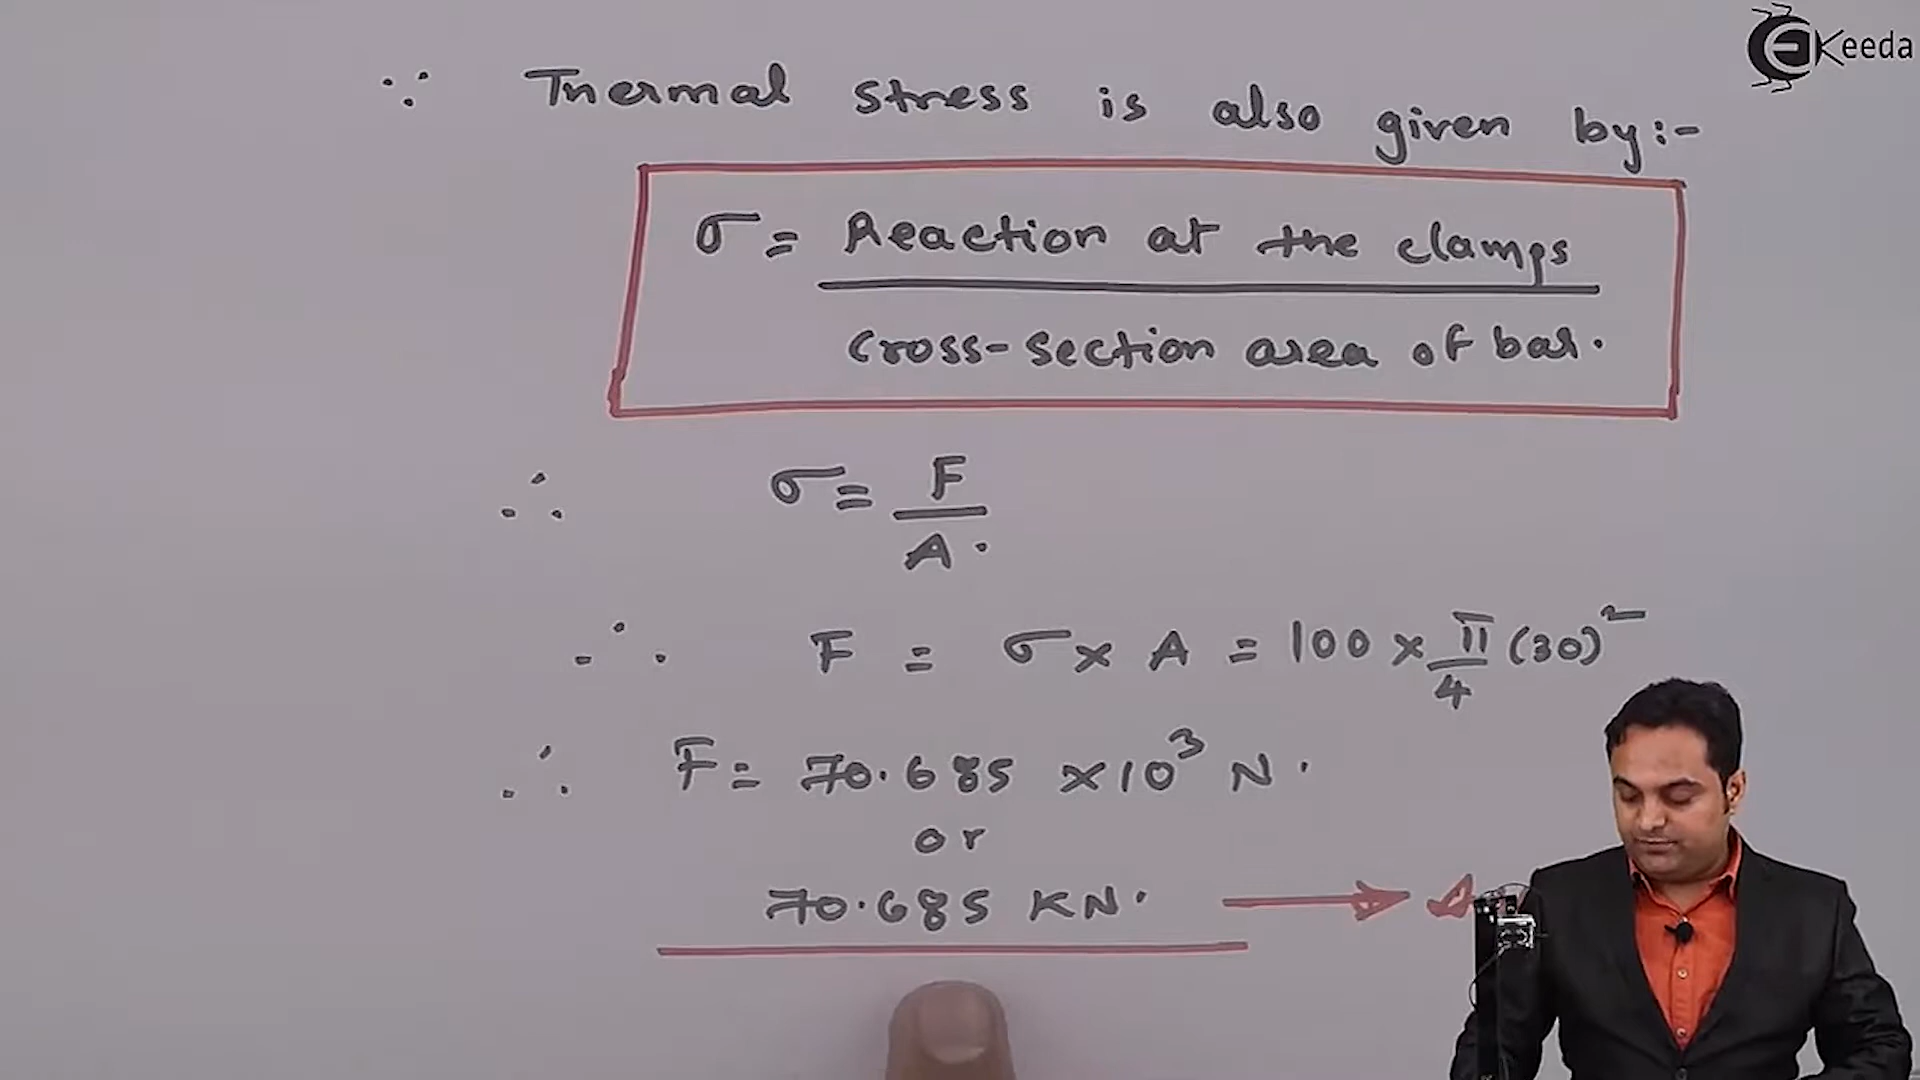 EKeeda
∵ Thermal stress is also given by:-
σ = Reaction at the clamps
cross-section area of bar.
∴ σ = F
A.
∴ F = σ × A = 100 × π/4 (30)²
∴ F = 70.685 ×10³ N.
or
70.685 KN.